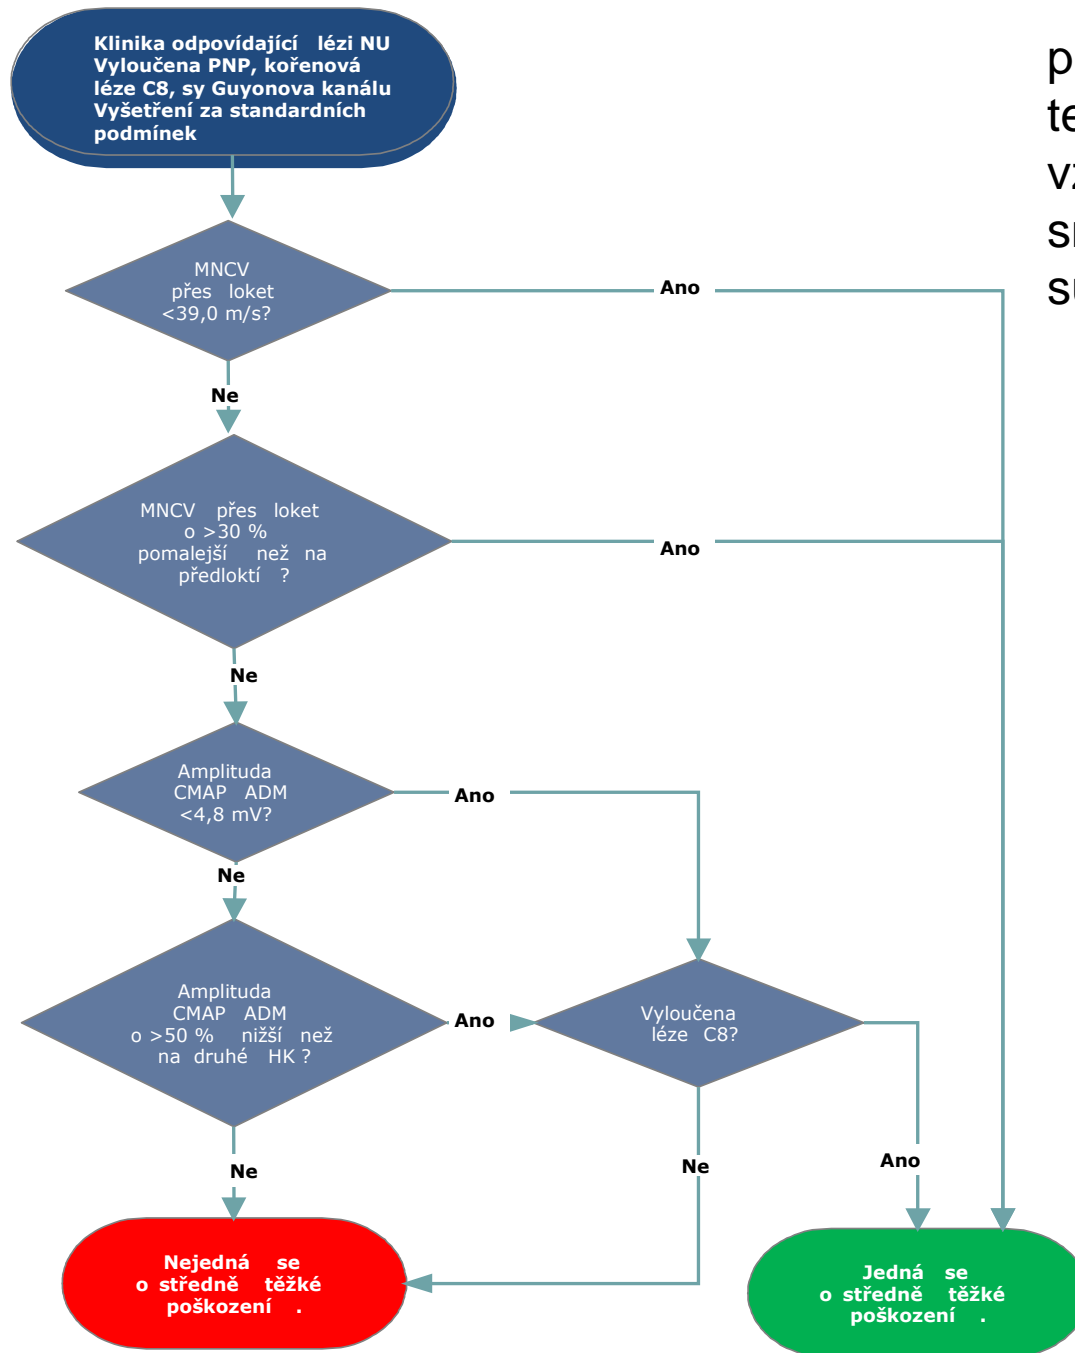 Klinika odpovídající lézi NU
Vyloučena PNP, kořenová
léze C8, sy Guyonova kanálu
Vyšetření za standardních
podmínek
MNCV
přes loket
<39,0 m/s?
Ano
Ne
MNCV přes loket
o >30 %
pomalejší než na
předloktí ?
Ano
Ne
Amplituda
CMAP ADM
<4,8 mV?
Ano
Ne
Amplituda
CMAP ADM
o >50 % nižší než
na druhé HK ?
Ano
Vyloučena
léze C8?
Ne
Ne
Ano
Nejedná se
o středně těžké
poškození .
Jedná se
o středně těžké
poškození .